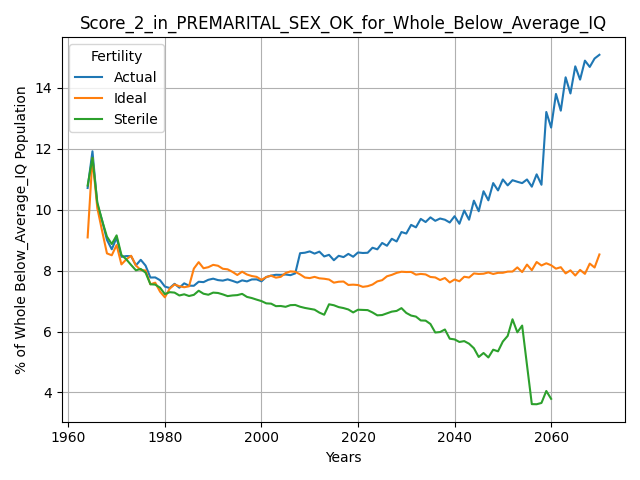 Score_2_in_PREMARITAL_SEX_OK_for_Whole_Below_Average_IQ
Fertility
Actual
Ideal
Sterile
% of Whole Below_Average_IQ Population
14
12
10
8
6
4
1960
1980
2000
2020
2040
2060
Years